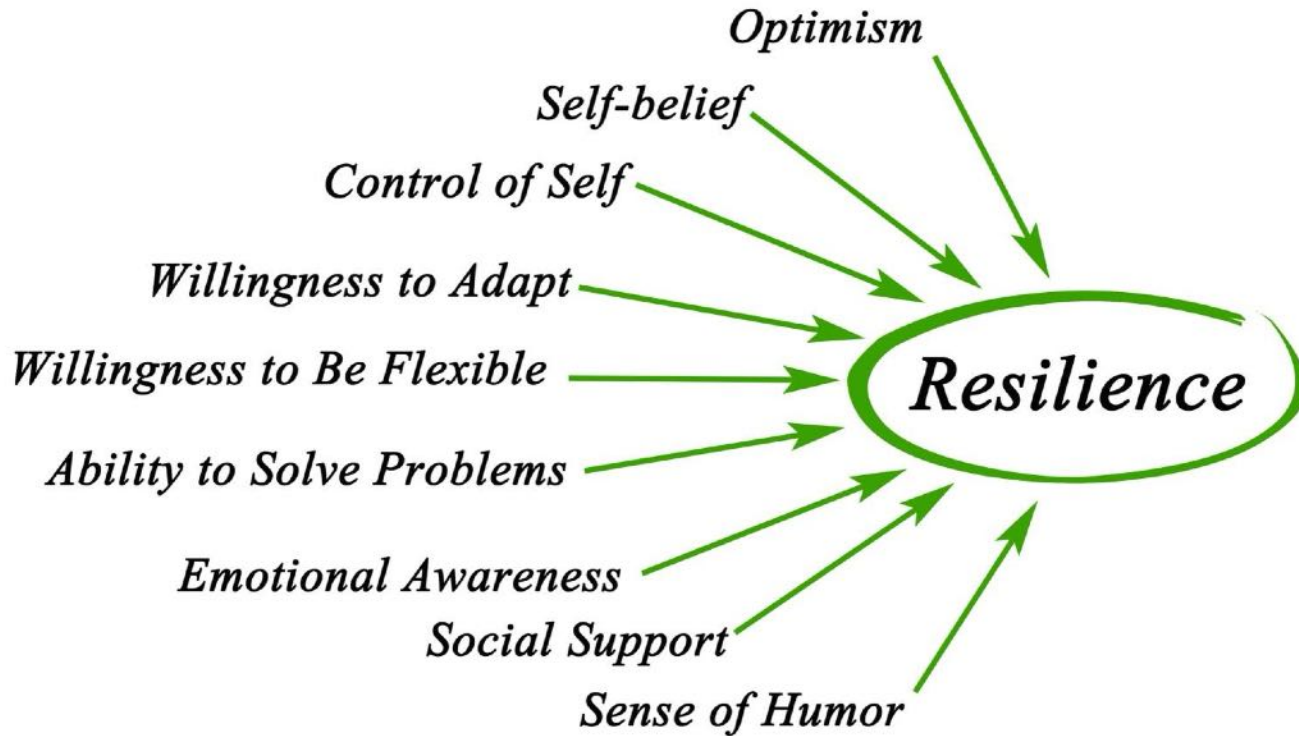 Optimism
Self-belief
Control of Self
Willingness to Adapt
Willingness to Be Flexible
Resilience
Ability to Solve Problems
Emotional Awareness
Social Support
Sense of Humor